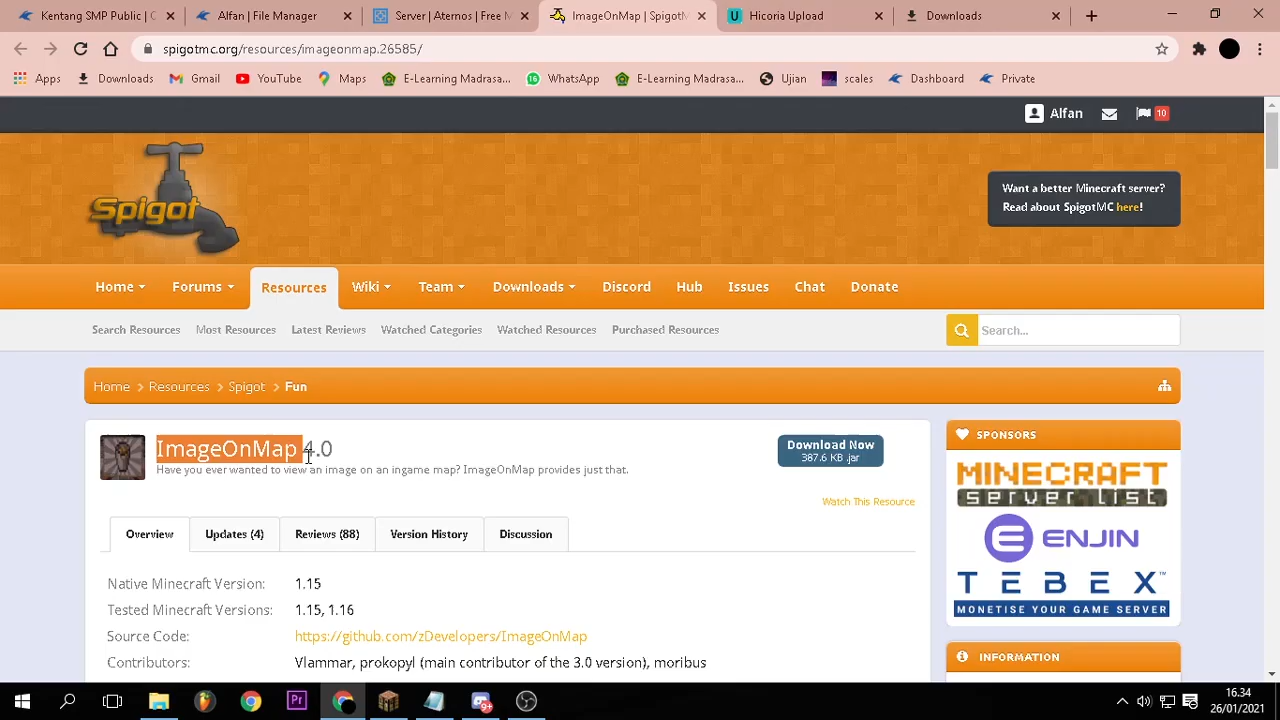 Kentang SMP Public | C
Alfan | File Manager
Server | Aternos | Free M
ImageOnMap | SpigotM
Hicoria Upload
Downloads
spigotmc.org/resources/imageonmap.26585/
Apps
Downloads
Gmail
YouTube
Maps
E-Learning Madrasa...
WhatsApp
E-Learning Madrasa...
Ujian
scales
Dashboard
Private
Alfan
10
Spigot
Want a better Minecraft server?
Read about SpigotMC here!
Home
Forums
Resources
Wiki
Team
Downloads
Discord
Hub
Issues
Chat
Donate
Search Resources
Most Resources
Latest Reviews
Watched Categories
Watched Resources
Purchased Resources
Search...
Home
Resources
Spigot
Fun
ImageOnMap 4.0
Have you ever wanted to view an image on an ingame map? ImageOnMap provides just that.
Download Now
387.6 KB .jar
Watch This Resource
Overview
Updates (4)
Reviews (88)
Version History
Discussion
Native Minecraft Version: 1.15
Tested Minecraft Versions: 1.15, 1.16
Source Code: https://github.com/zDevelopers/ImageOnMap
Contributors: Vlammar, prokopyl (main contributor of the 3.0 version), moribus
SPONSORS
MINECRAFT
server list
ENJIN
TEBEX™
MONETISE YOUR GAME SERVER
INFORMATION
Pr
9+
16.34
26/01/2021